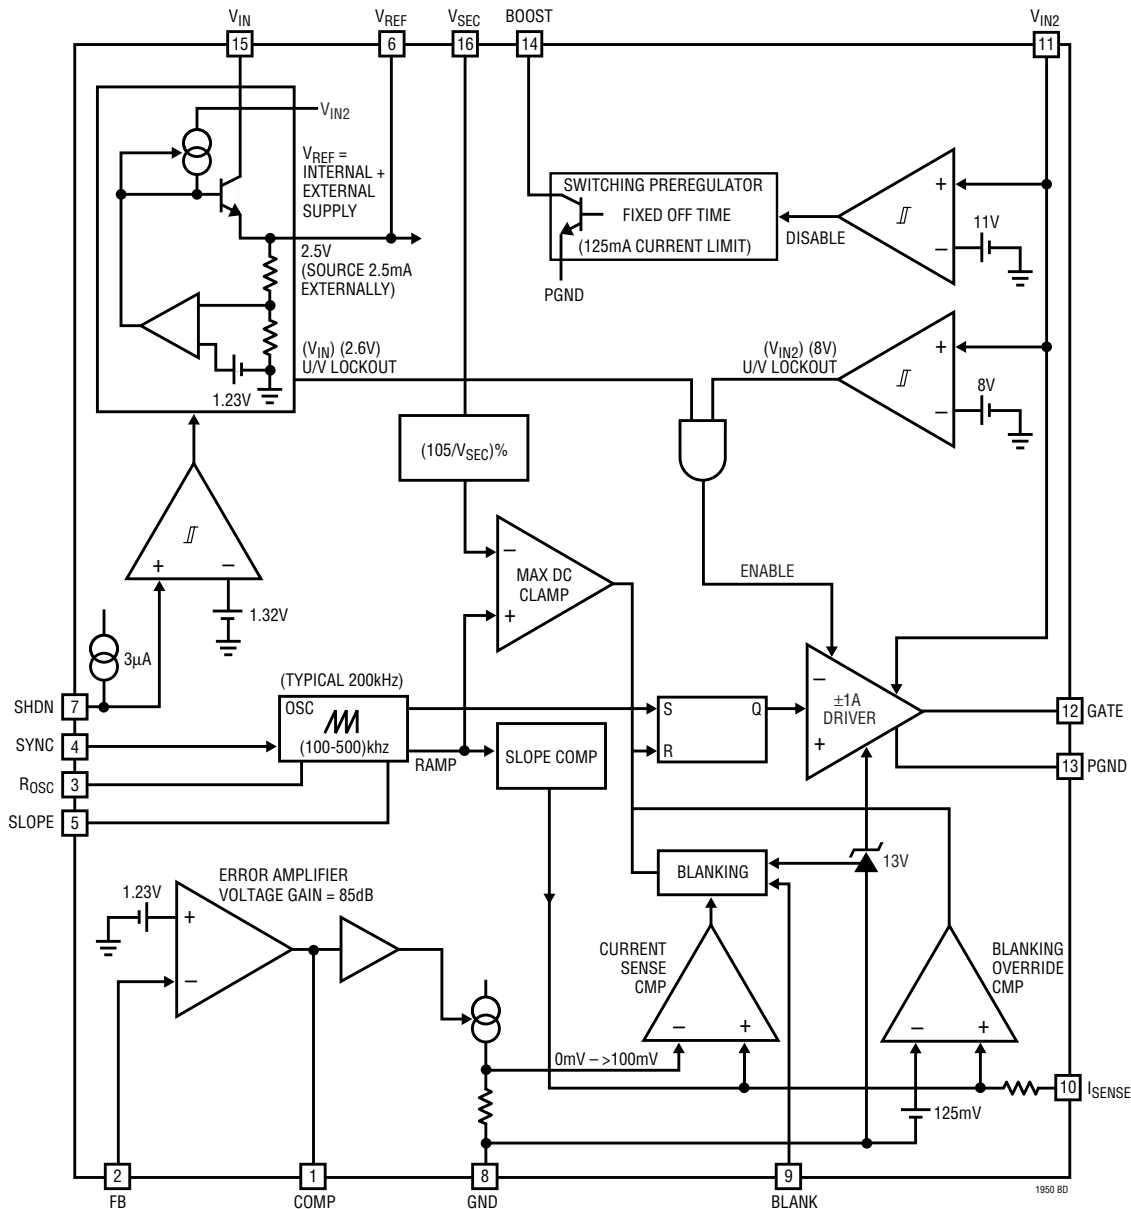 VIN
VREF
VSEC
BOOST
VIN2
15
6
16
14
11
VIN2
VREF =
INTERNAL +
EXTERNAL
SUPPLY
SWITCHING PREREGULATOR
FIXED OFF TIME
(125mA CURRENT LIMIT)
DISABLE
+
–
11V
PGND
2.5V
(SOURCE 2.5mA
EXTERNALLY)
1.23V
(VIN) (2.6V)
U/V LOCKOUT
(VIN2) (8V)
U/V LOCKOUT
+
–
8V
(105/VSEC)%
+
–
1.32V
–
MAX DC
CLAMP
+
ENABLE
3µA
(TYPICAL 200kHz)
SHDN
7
SYNC
4
ROSC
3
SLOPE
5
OSC
(100-500)khz
RAMP
SLOPE COMP
S
Q
R
–
±1A
DRIVER
+
12
GATE
13
PGND
13V
BLANKING
ERROR AMPLIFIER
VOLTAGE GAIN = 85dB
1.23V
+
–
CURRENT
SENSE
CMP
–
+
BLANKING
OVERRIDE
CMP
–
+
0mV – >100mV
10
ISENSE
125mV
2
1
8
9
FB
COMP
GND
BLANK
1950 BD